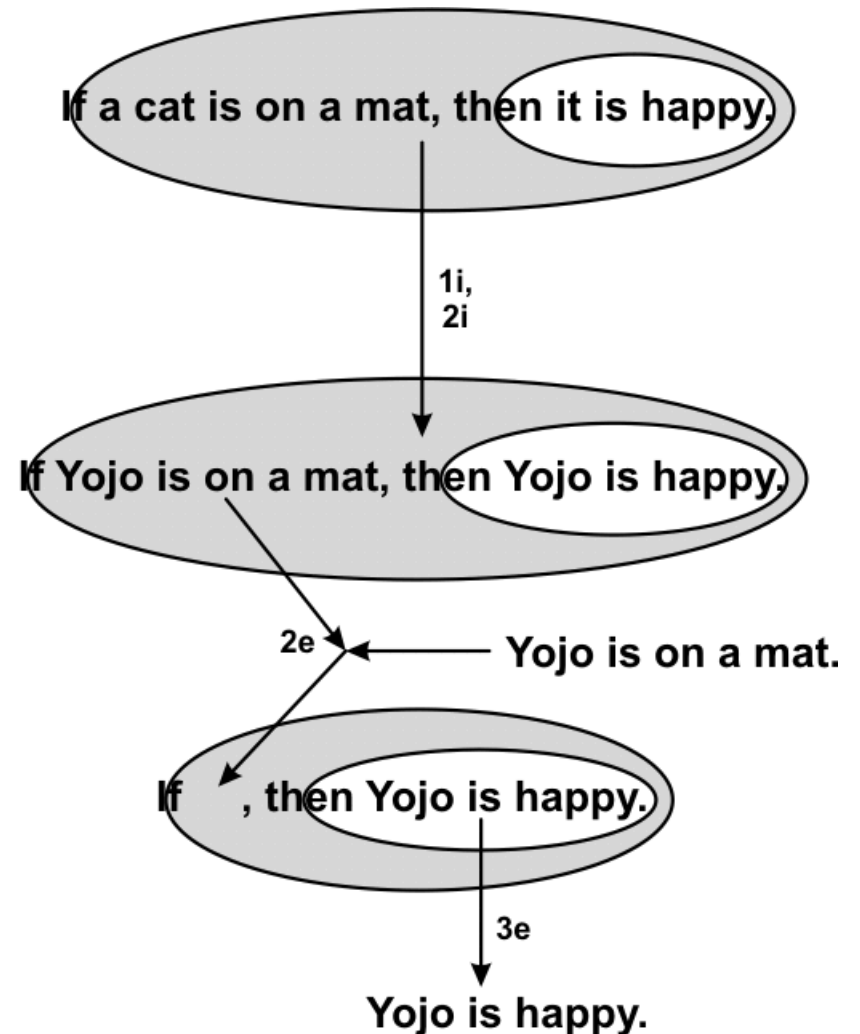 If a cat is on a mat, then it is happy.
1i,
2i
If Yojo is on a mat, then Yojo is happy.
2e
Yojo is on a mat.
If , then Yojo is happy.
3e
Yojo is happy.